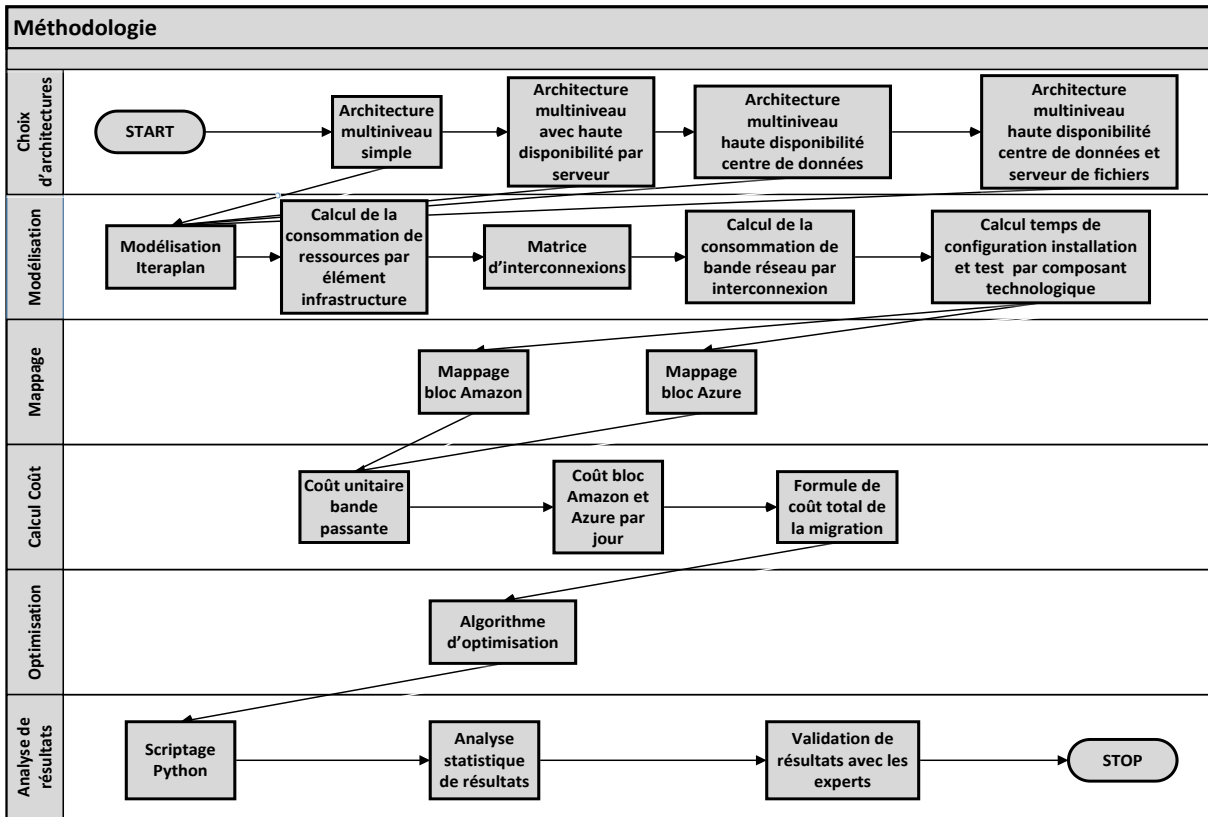 Méthodologie
Choix
d'architectures
START
Architecture
multiniveau
simple
Architecture
multiniveau
avec haute
disponibilité par
serveur
Architecture
multiniveau
haute disponibilité
centre de données
Architecture
multiniveau
haute disponibilité
centre de données et
serveur de fichiers
Modélisation
Modélisation
Iteraplan
Calcul de la
consommation de
ressources par
élément
infrastructure
Matrice
d'interconnexions
Calcul de la
consommation de
bande réseau par
interconnexion
Calcul temps de
configuration installation
et test par composant
technologique
Mappage
Mappage
bloc Amazon
Mappage
bloc Azure
Calcul Coût
Coût unitaire
bande
passante
Coût bloc
Amazon et
Azure par
jour
Formule de
coût total de
la migration
Optimisation
Algorithme
d'optimisation
Analyse de
résultats
Scriptage
Python
Analyse
statistique
de résultats
Validation de
résultats avec les
experts
STOP